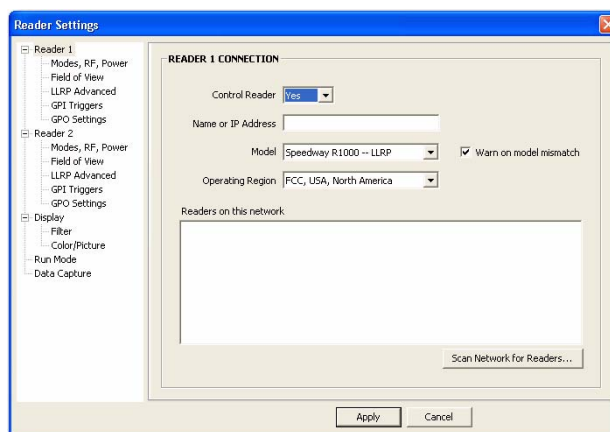 Reader Settings
Reader 1
Modes, RF, Power
Field of View
LLRP Advanced
GPI Triggers
GPO Settings
Reader 2
Modes, RF, Power
Field of View
LLRP Advanced
GPI Triggers
GPO Settings
Display
Filter
Color/Picture
Run Mode
Data Capture
READER 1 CONNECTION
Control Reader Yes
Name or IP Address
Model Speedway R1000 -- LLRP Warn on model mismatch
Operating Region FCC, USA, North America
Readers on this network
Scan Network for Readers...
Apply Cancel